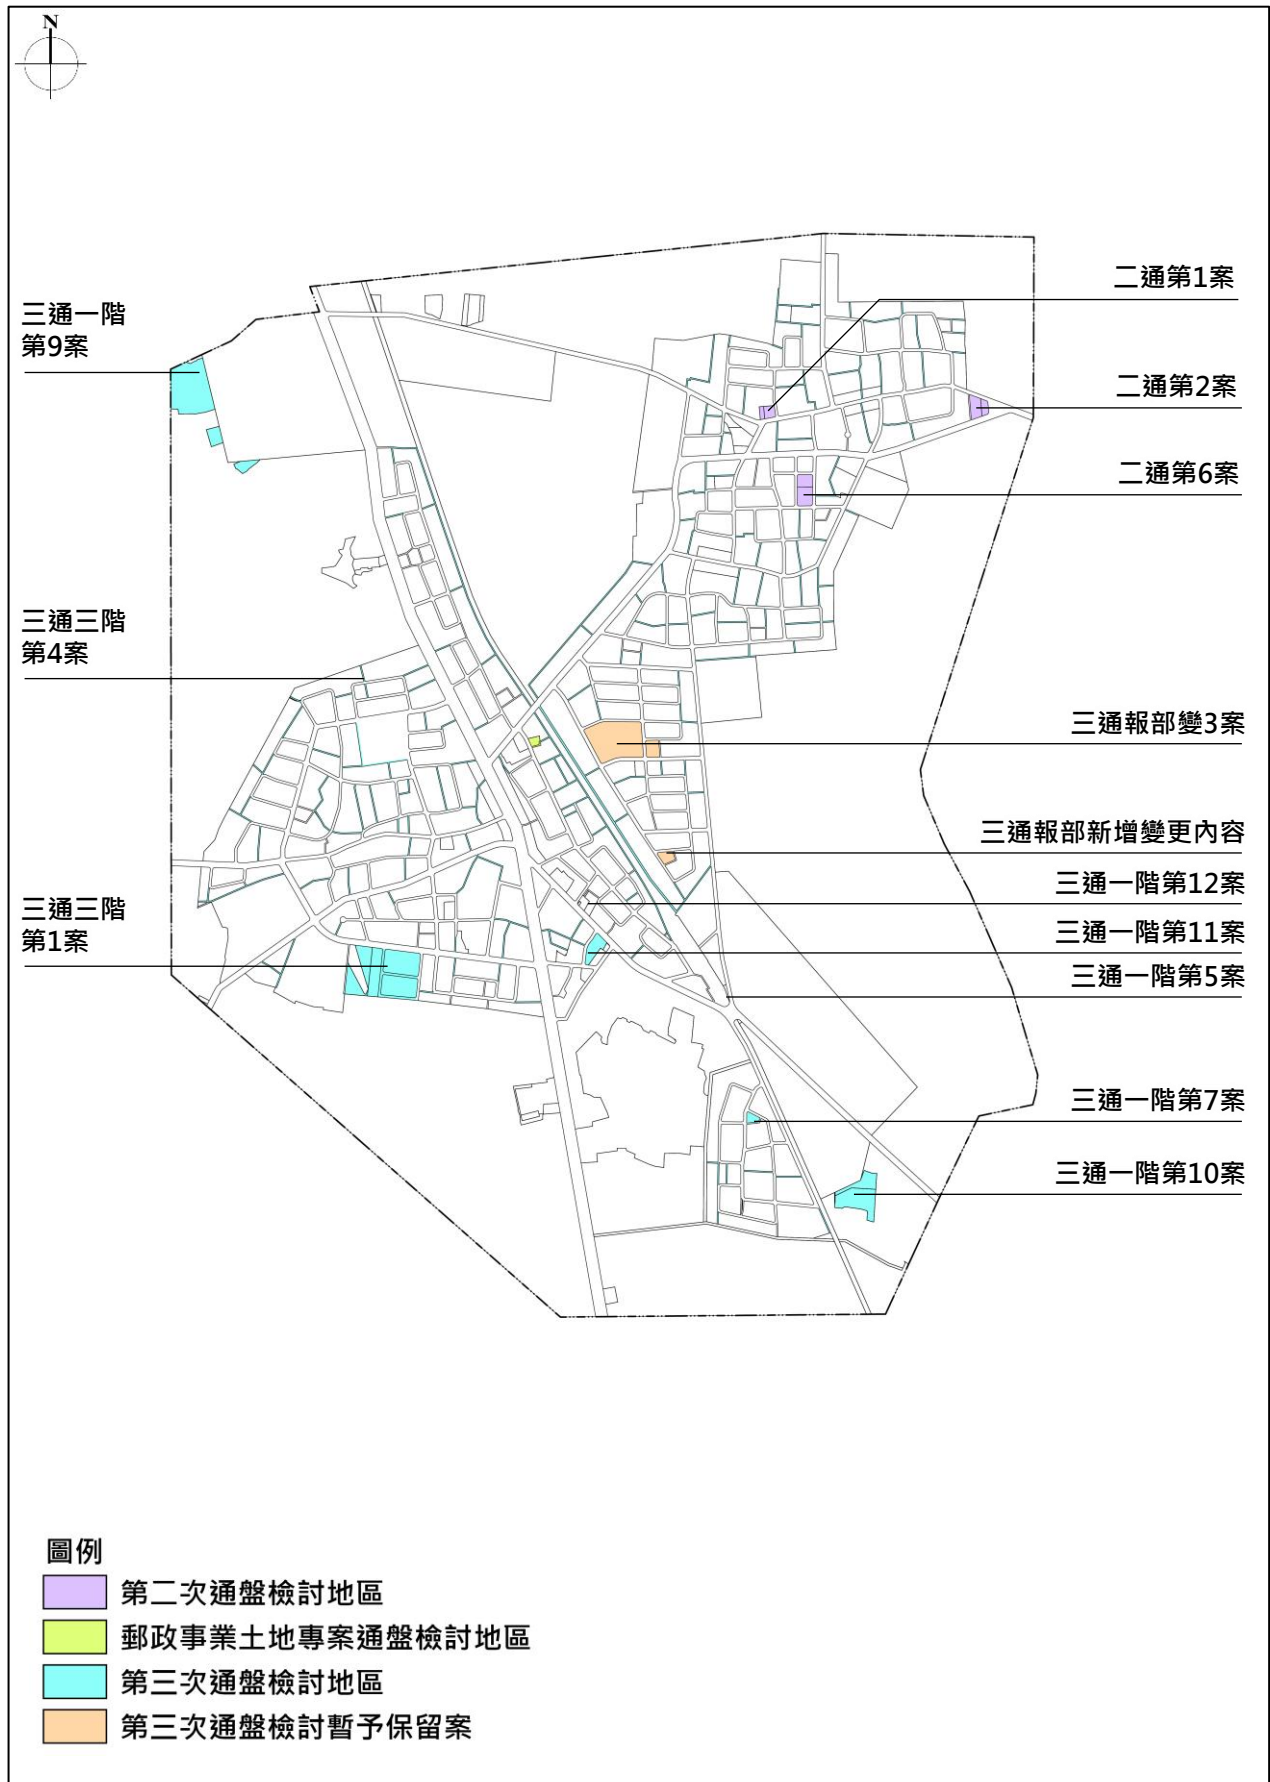 N
二通第1案
三通一階
第9案
二通第2案
二通第6案
三通三階
第4案
三通報部變3案
三通報部新增變更內容
三通一階第12案
三通三階
第1案
三通一階第11案
三通一階第5案
三通一階第7案
三通一階第10案
圖例
第二次通盤檢討地區
郵政事業土地專案通盤檢討地區
第三次通盤檢討地區
第三次通盤檢討暫予保留案